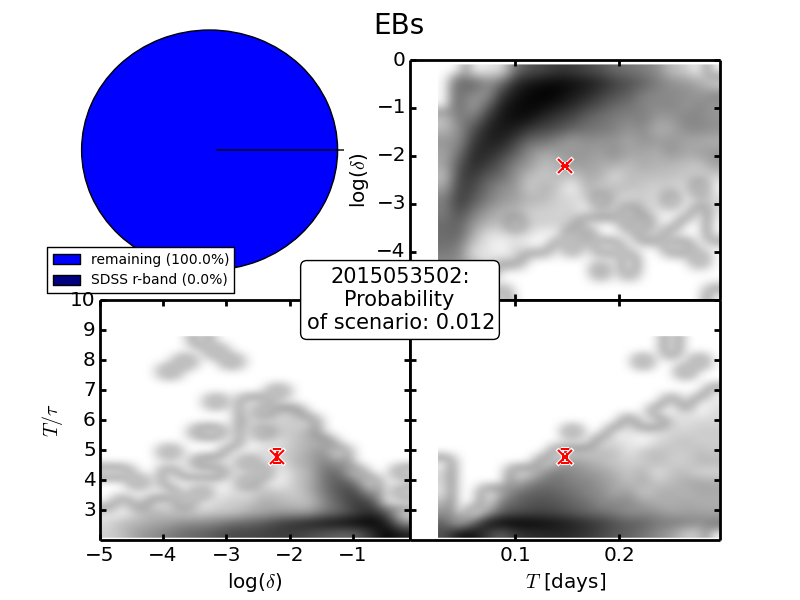 EBs
0
−1
−2
−3
−4
log(δ)
remaining (100.0%)
SDSS r-band (0.0%)
2015053502:
Probability
of scenario: 0.012
10
9
8
7
6
5
4
3
T/τ
−5 −4 −3 −2 −1
0.1 0.2
log(δ)
T [days]